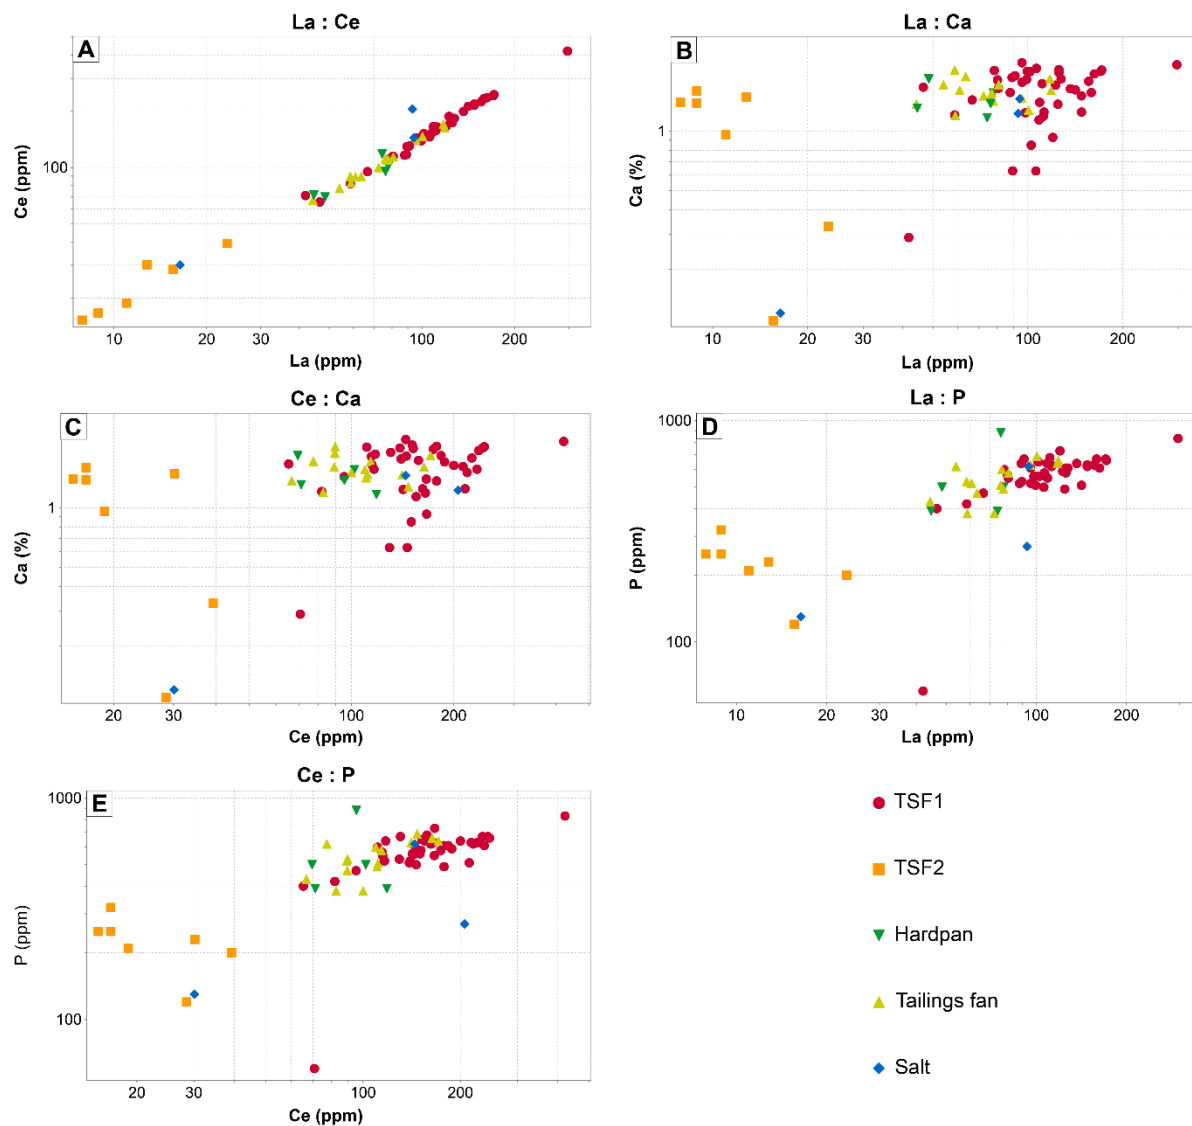 La : Ce
A
100
Ce (ppm)
10
20
30
100
200
La (ppm)
La : Ca
B
1
Ca (%)
10
20
30
100
200
La (ppm)
Ce : Ca
C
1
Ca (%)
20
30
100
200
Ce (ppm)
La : P
D
1000
100
P (ppm)
10
20
30
100
200
La (ppm)
Ce : P
E
1000
100
P (ppm)
20
30
100
200
Ce (ppm)
TSF1
TSF2
Hardpan
Tailings fan
Salt